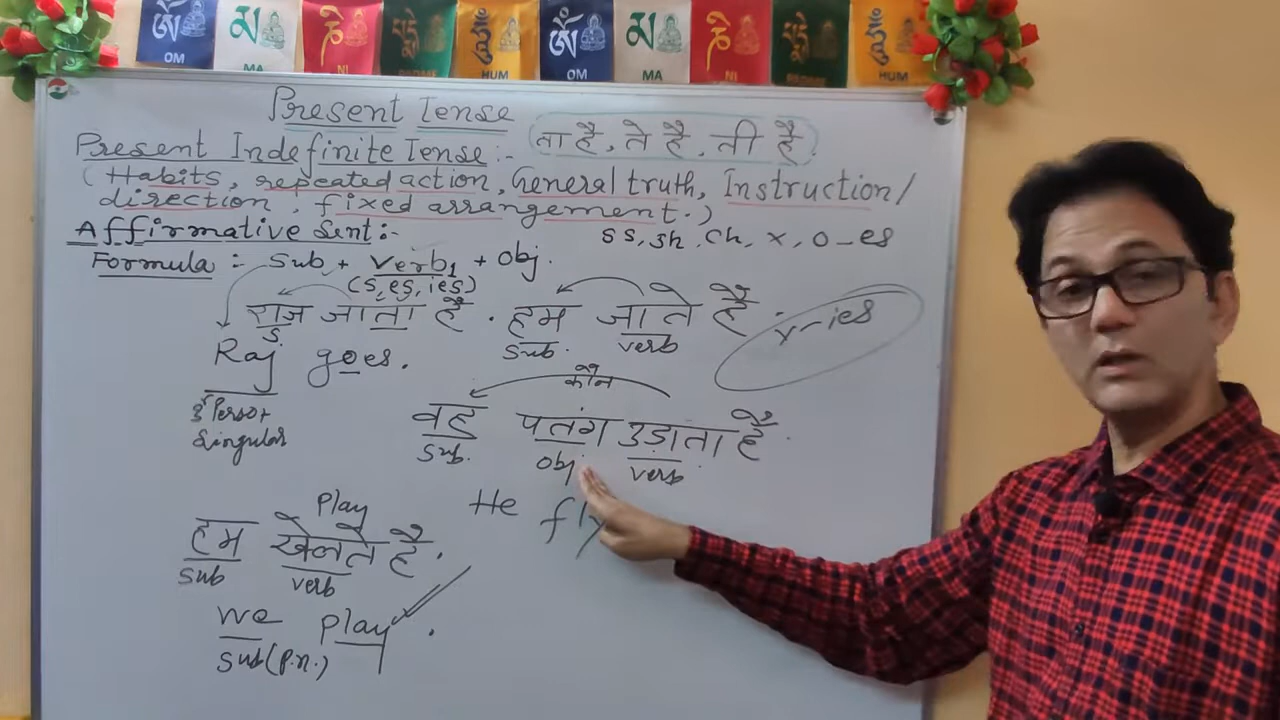 ॐ म ने पद्मे हूँ ॐ म ने हूँ
OM MA NI HUM OM MA NI HUM
Present Tense
Present Indefinite Tense:- ता है, ते है, ती है.
(Habits, repeated action, General truth, Instruction/
direction, fixed arrangement.)
Affirmative Sent:- ss, sh, ch, x, o - es
Formula :- Sub + Verb1 + Obj.
(s, es, ies)
राज जाता है. हम जाते है. y-ies
S. Sub. verb
Raj goes.
कौन
3rd Person वह पतंग उड़ाता है.
Singular Sub. obj. verb
Play He fly
हम खेलते है.
Sub verb
We Play.
Sub (P.n.)